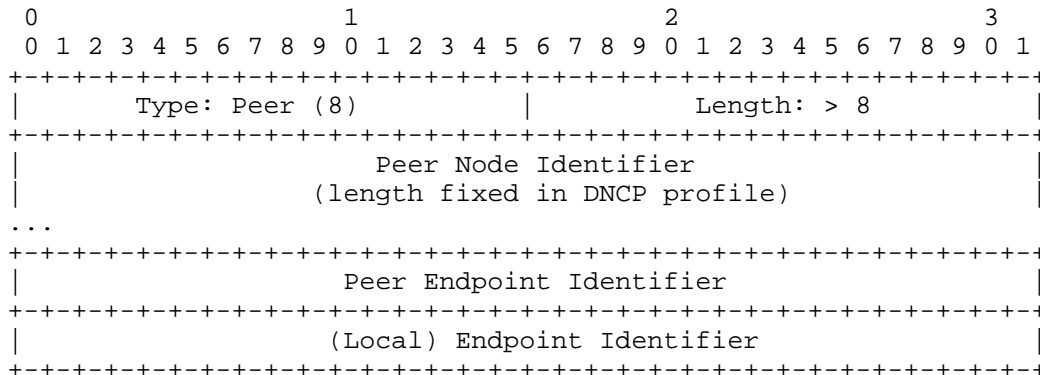 0                   1                   2                   3
 0 1 2 3 4 5 6 7 8 9 0 1 2 3 4 5 6 7 8 9 0 1 2 3 4 5 6 7 8 9 0 1
+-+-+-+-+-+-+-+-+-+-+-+-+-+-+-+-+-+-+-+-+-+-+-+-+-+-+-+-+-+-+-+-+
|       Type: Peer (8)          |          Length: > 8          |
+-+-+-+-+-+-+-+-+-+-+-+-+-+-+-+-+-+-+-+-+-+-+-+-+-+-+-+-+-+-+-+-+
|                      Peer Node Identifier                     |
|                  (length fixed in DNCP profile)               |
...
+-+-+-+-+-+-+-+-+-+-+-+-+-+-+-+-+-+-+-+-+-+-+-+-+-+-+-+-+-+-+-+-+
|                    Peer Endpoint Identifier                   |
+-+-+-+-+-+-+-+-+-+-+-+-+-+-+-+-+-+-+-+-+-+-+-+-+-+-+-+-+-+-+-+-+
|                   (Local) Endpoint Identifier                 |
+-+-+-+-+-+-+-+-+-+-+-+-+-+-+-+-+-+-+-+-+-+-+-+-+-+-+-+-+-+-+-+-+